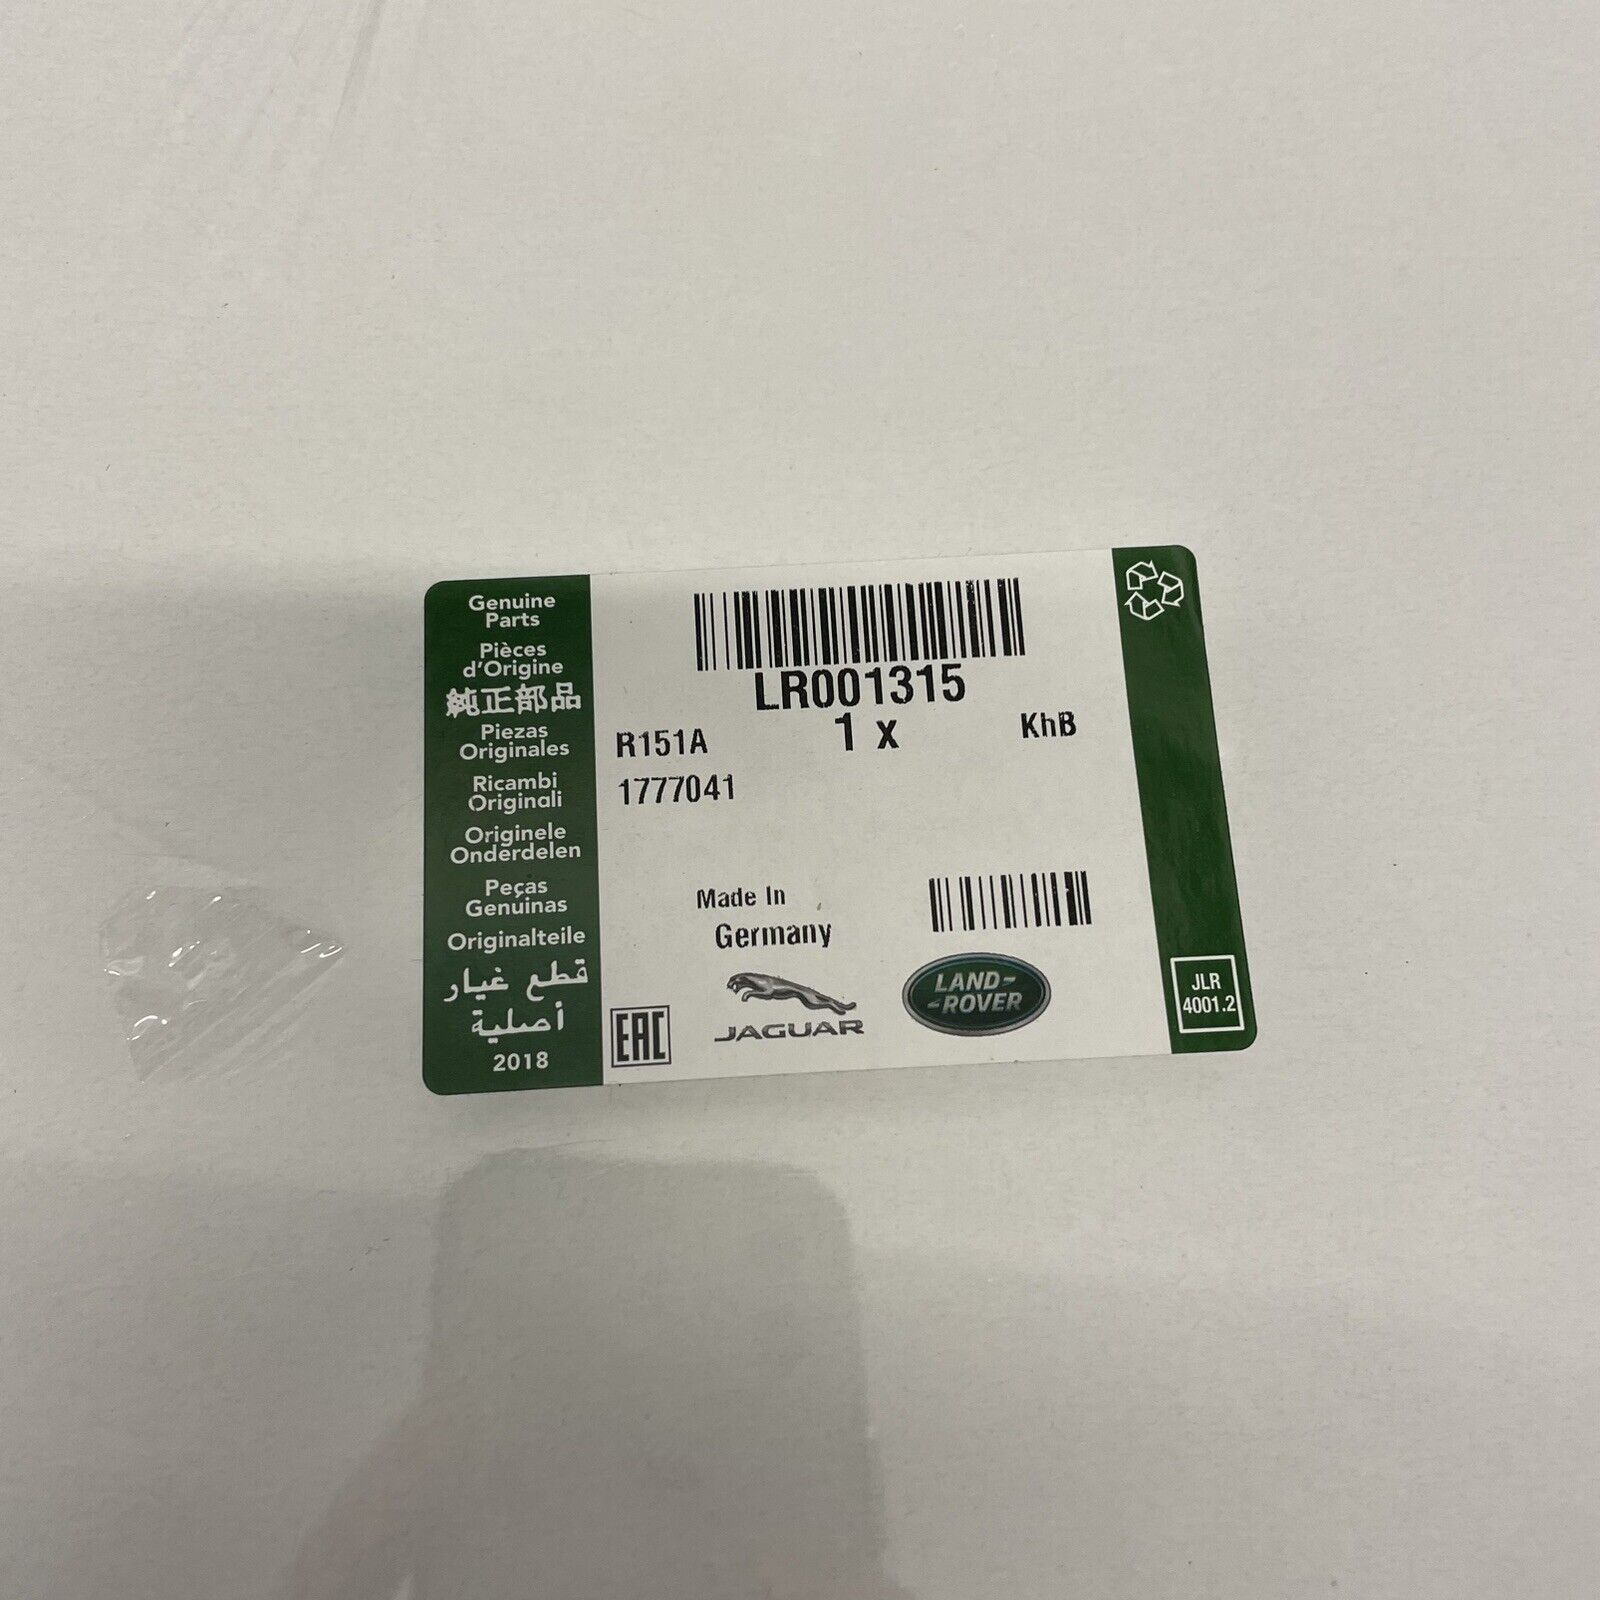 Genuine
Parts
Pièces
d'Origine
純正部品
Piezas
Originales
Ricambi
Originali
Originele
Onderdelen
Peças
Genuinas
Originalteile
قطع غيار
أصلية
2018
LR001315
R151A
1 x
KhB
1777041
Made In
Germany
EAC
JAGUAR
LAND-
-ROVER
JLR
4001.2